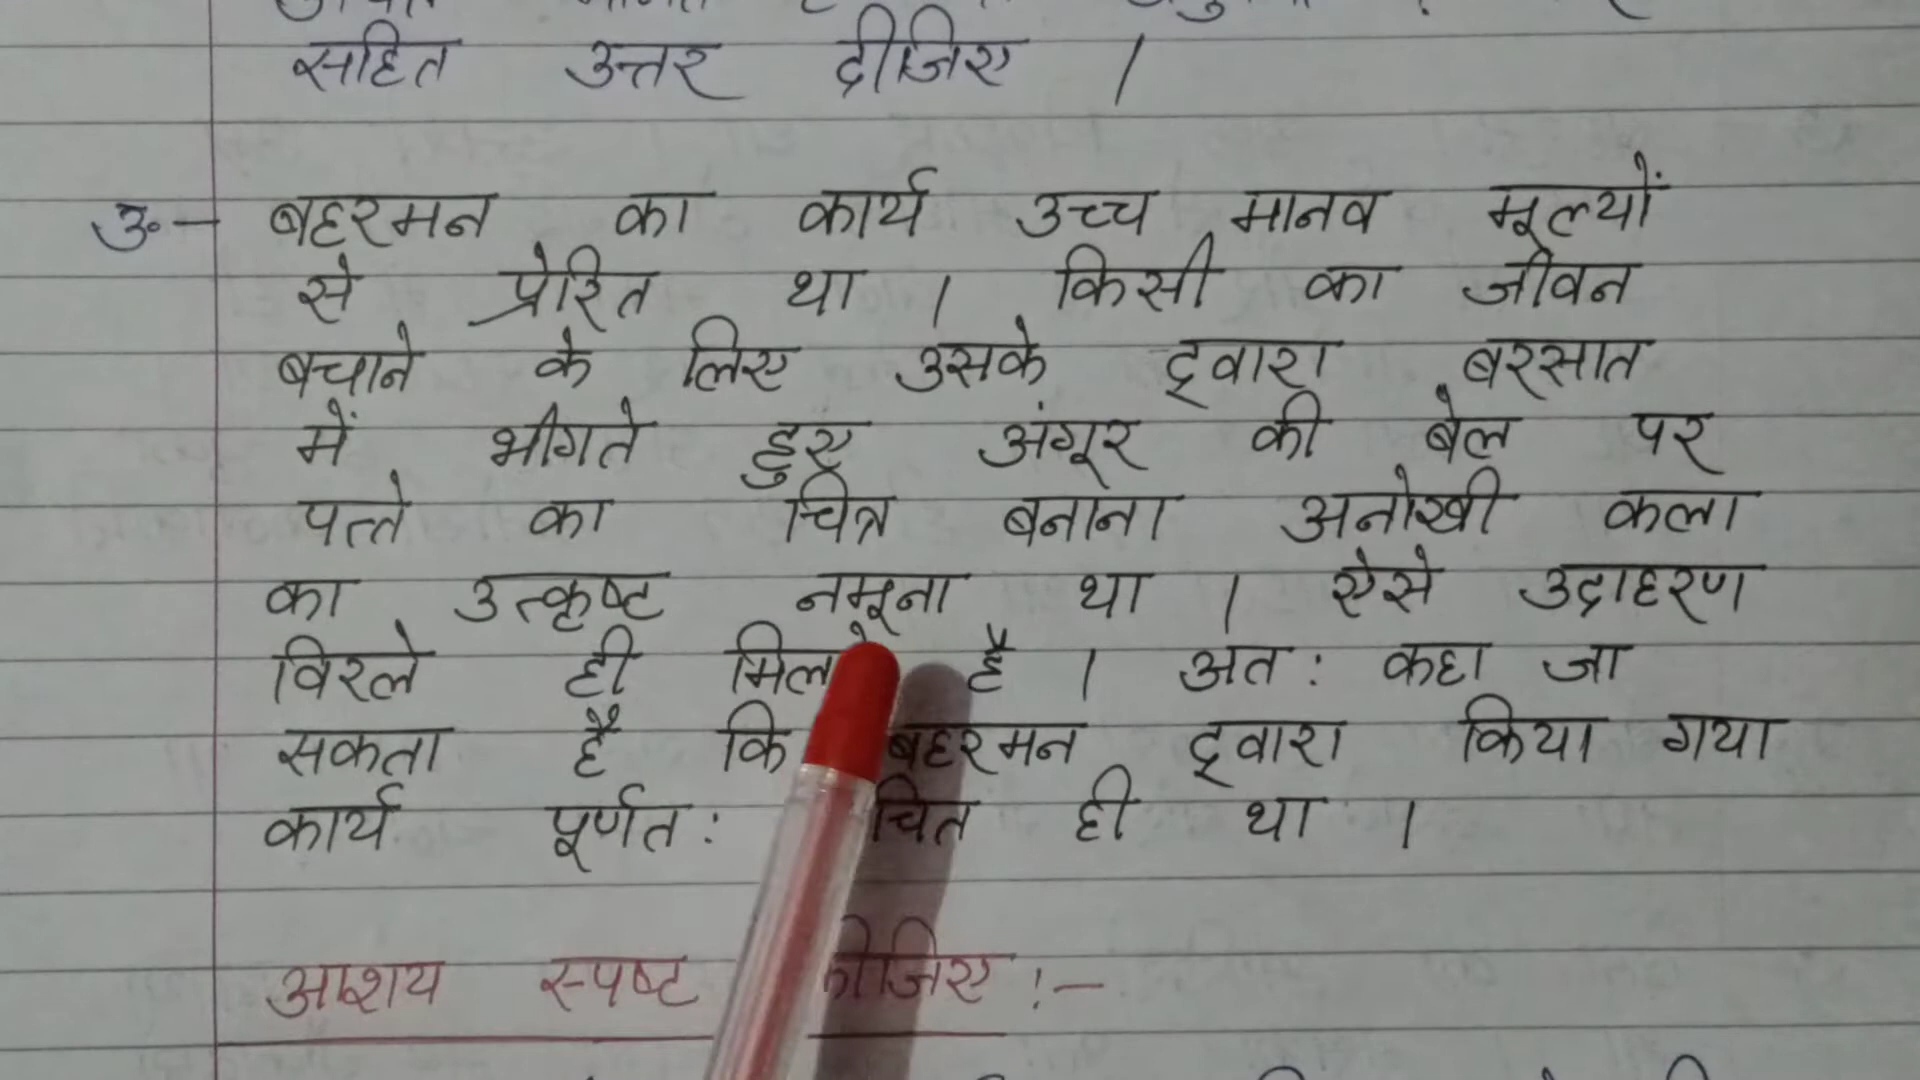 सहित उत्तर दीजिए ।
उ०- बहरमन का कार्य उच्च मानव मूल्यों
से प्रेरित था । किसी का जीवन
बचाने के लिए उसके द्वारा बरसात
में भीगते हुए अंगूर की बेल पर
पत्ते का चित्र बनाना अनोखी कला
का उत्कृष्ट नमूना था । ऐसे उदाहरण
विरले ही है । अत: कहा जा
सकता है कि बहरमन द्वारा किया गया
कार्य पूर्णत: ही था ।
आशय स्पष्ट :-